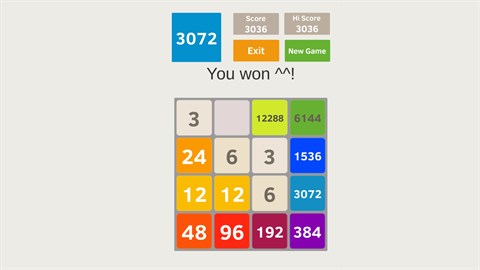 3072
Score
3036
Hi Score
3036
Exit
New Game
You won ^^!
3 12288 6144
24 6 3 1536
12 12 6 3072
48 96 192 384